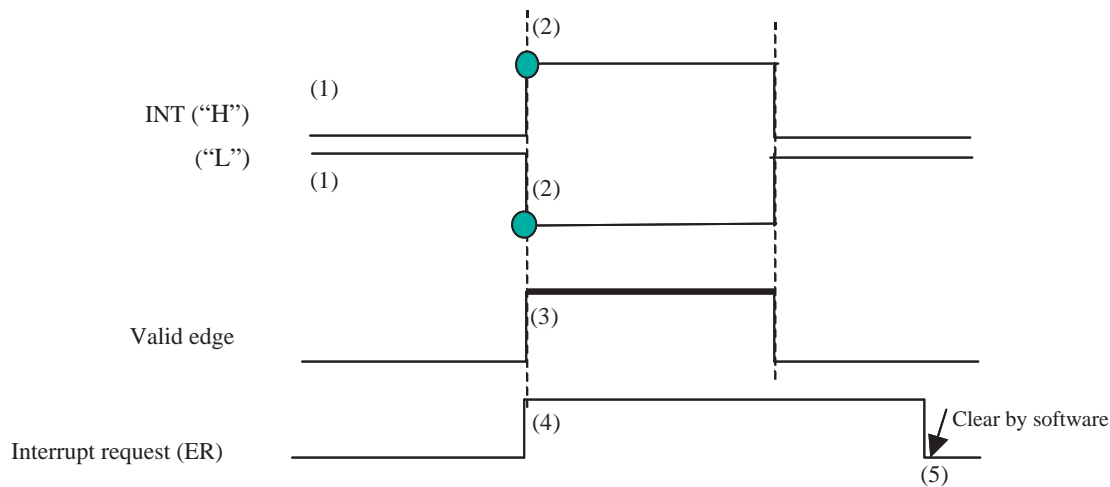 (2)
(1)
INT (“H”)
(“L”)
(1)
(2)
(3)
Valid edge
(4)
Clear by software
Interrupt request (ER)
(5)